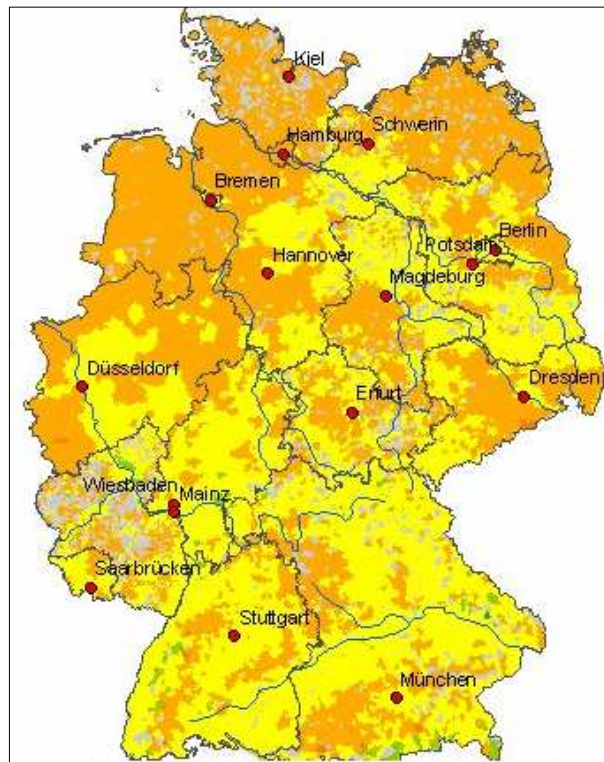 Kiel
Schwerin
Hamburg
Bremen
Berlin
Potsdam
Hannover
Magdeburg
Düsseldorf
Erfurt
Dresden
Wiesbaden
Mainz
Saarbrücken
Stuttgart
München